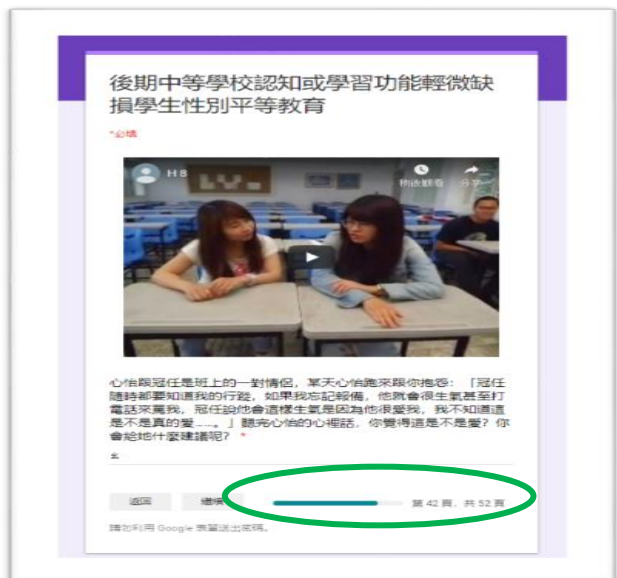 後期中等學校認知或學習功能輕微缺
損學生性別平等教育
*必填
H 8
稍後觀看 分享
心怡跟冠任是班上的一對情侶，某天心怡跑來跟你抱怨：「冠任
隨時都要知道我的行蹤，如果我忘記報備，他就會很生氣甚至打
電話來罵我，冠任說他會這樣生氣是因為他很愛我，我不知道這
是不是真的愛……。」聽完心怡的心裡話，你覺得這是不是愛？你
會給她什麼建議呢？ *
返回 繼續 第 42 頁，共 52 頁
請勿利用 Google 表單送出密碼。